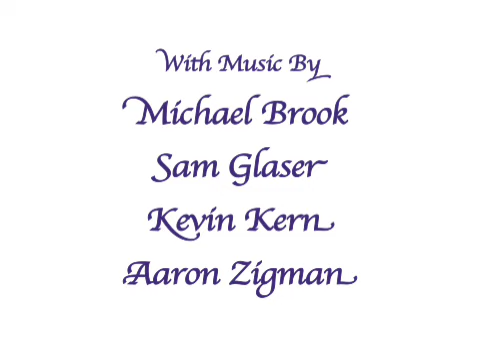 With Music By
Michael Brook
Sam Glaser
Kevin Kern
Aaron Zigman